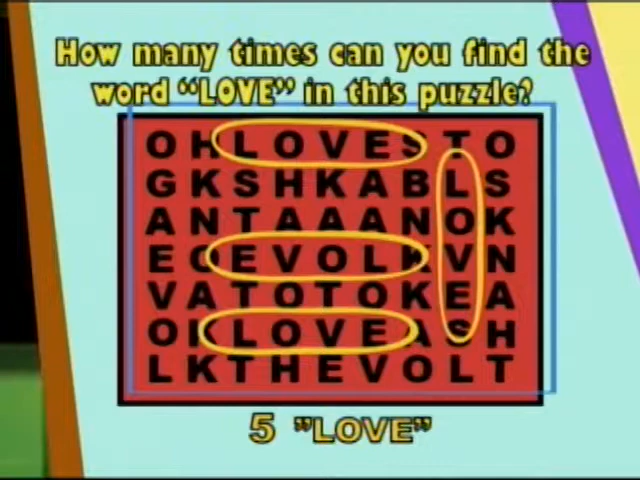 How many times can you find the
word "LOVE" in this puzzle?
O H L O V E S T O
G K S H K A B L S
A N T A A A N O K
E O E V O L K V N
V A T O T O K E A
O K L O V E A S H
L K T H E V O L T
5 "LOVE"